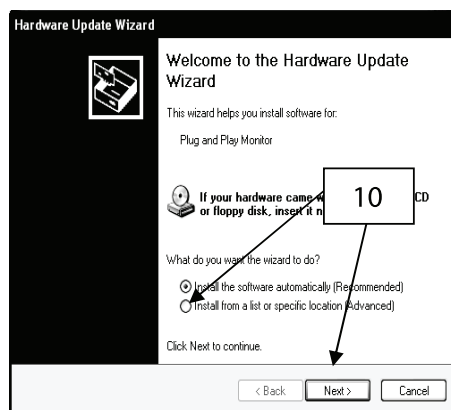 Hardware Update Wizard
Welcome to the Hardware Update
Wizard
This wizard helps you install software for:
Plug and Play Monitor
If your hardware came CD
or floppy disk, insert it
10
What do you want the wizard to do?
Install the software automatically (Recommended)
Install from a list or specific location (Advanced)
Click Next to continue.
< Back
Next >
Cancel